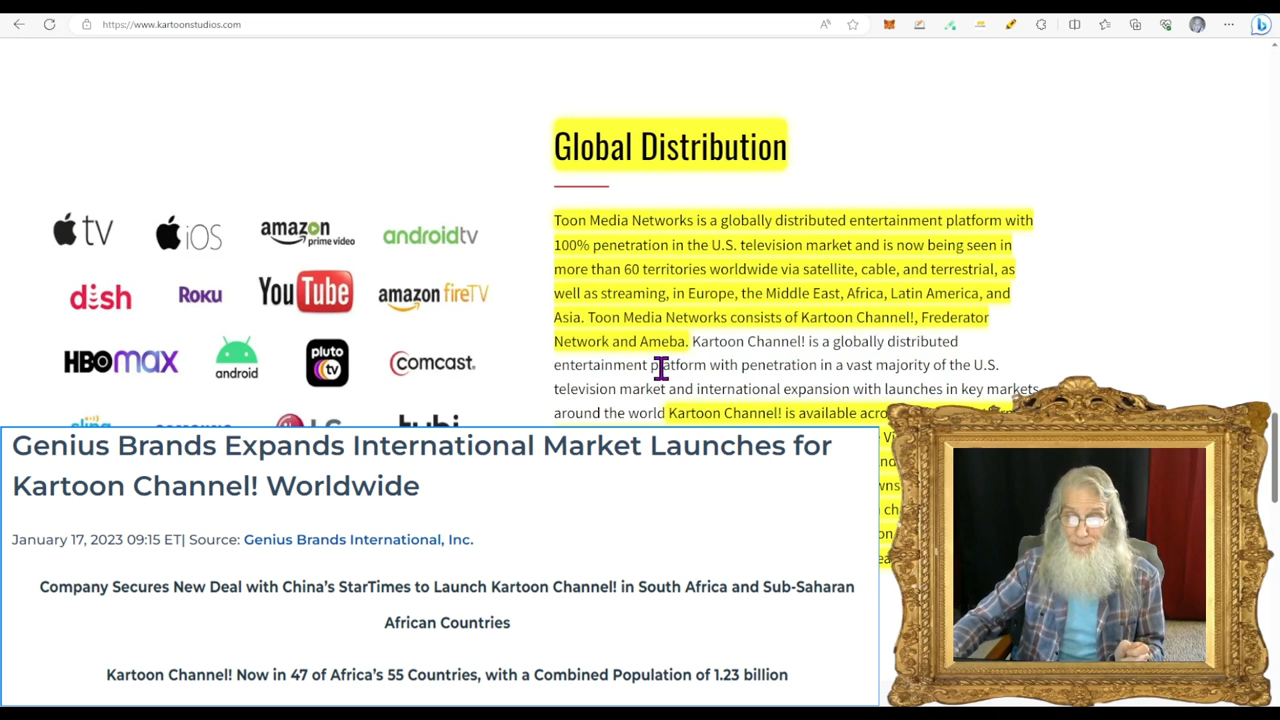 https://www.kartoonstudios.com
Global Distribution
Toon Media Networks is a globally distributed entertainment platform with
100% penetration in the U.S. television market and is now being seen in
more than 60 territories worldwide via satellite, cable, and terrestrial, as
well as streaming, in Europe, the Middle East, Africa, Latin America, and
Asia. Toon Media Networks consists of Kartoon Channel!, Frederator
Network and Ameba. Kartoon Channel! is a globally distributed
entertainment platform with penetration in a vast majority of the U.S.
television market and international expansion with launches in key markets
around the world Kartoon Channel! is available
tv
iOS
amazon prime video
androidtv
dish
ROKU
YouTube
amazon fireTV
HBOMAX
android
pluto tv
COMCAST
sling
LG
tubi
Genius Brands Expands International Market Launches for
Kartoon Channel! Worldwide
January 17, 2023 09:15 ET| Source: Genius Brands International, Inc.
Company Secures New Deal with China's StarTimes to Launch Kartoon Channel! in South Africa and Sub-Saharan
African Countries
Kartoon Channel! Now in 47 of Africa's 55 Countries, with a Combined Population of 1.23 billion